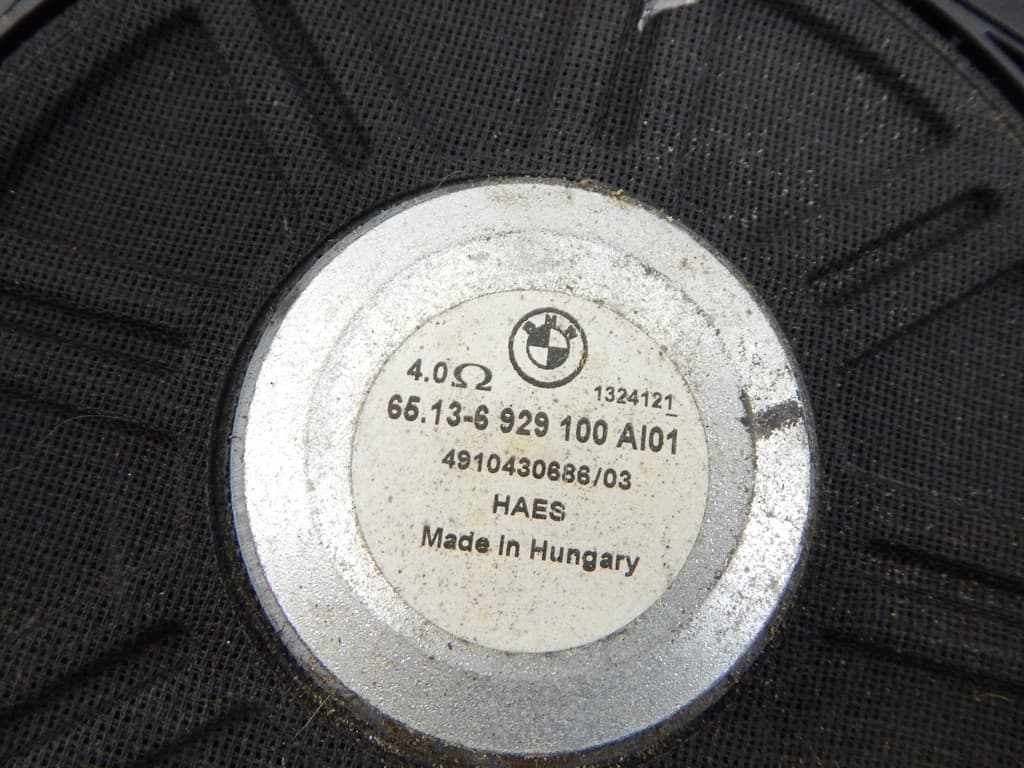 BMW
4.0Ω
1324121
65.13-6 929 100 AI01
4910430686/03
HAES
Made in Hungary